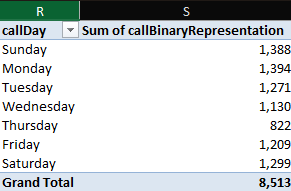 R S
callDay Sum of callBinaryRepresentation
Sunday 1,388
Monday 1,394
Tuesday 1,271
Wednesday 1,130
Thursday 822
Friday 1,209
Saturday 1,299
Grand Total 8,513